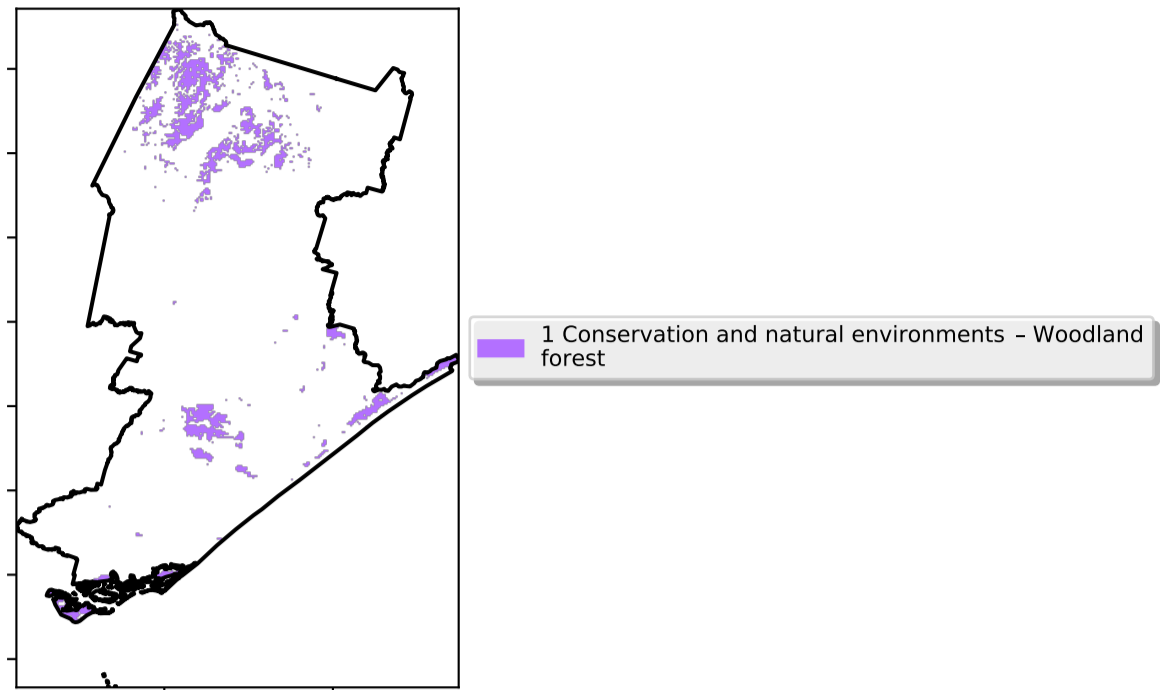 1 Conservation and natural environments – Woodland
forest